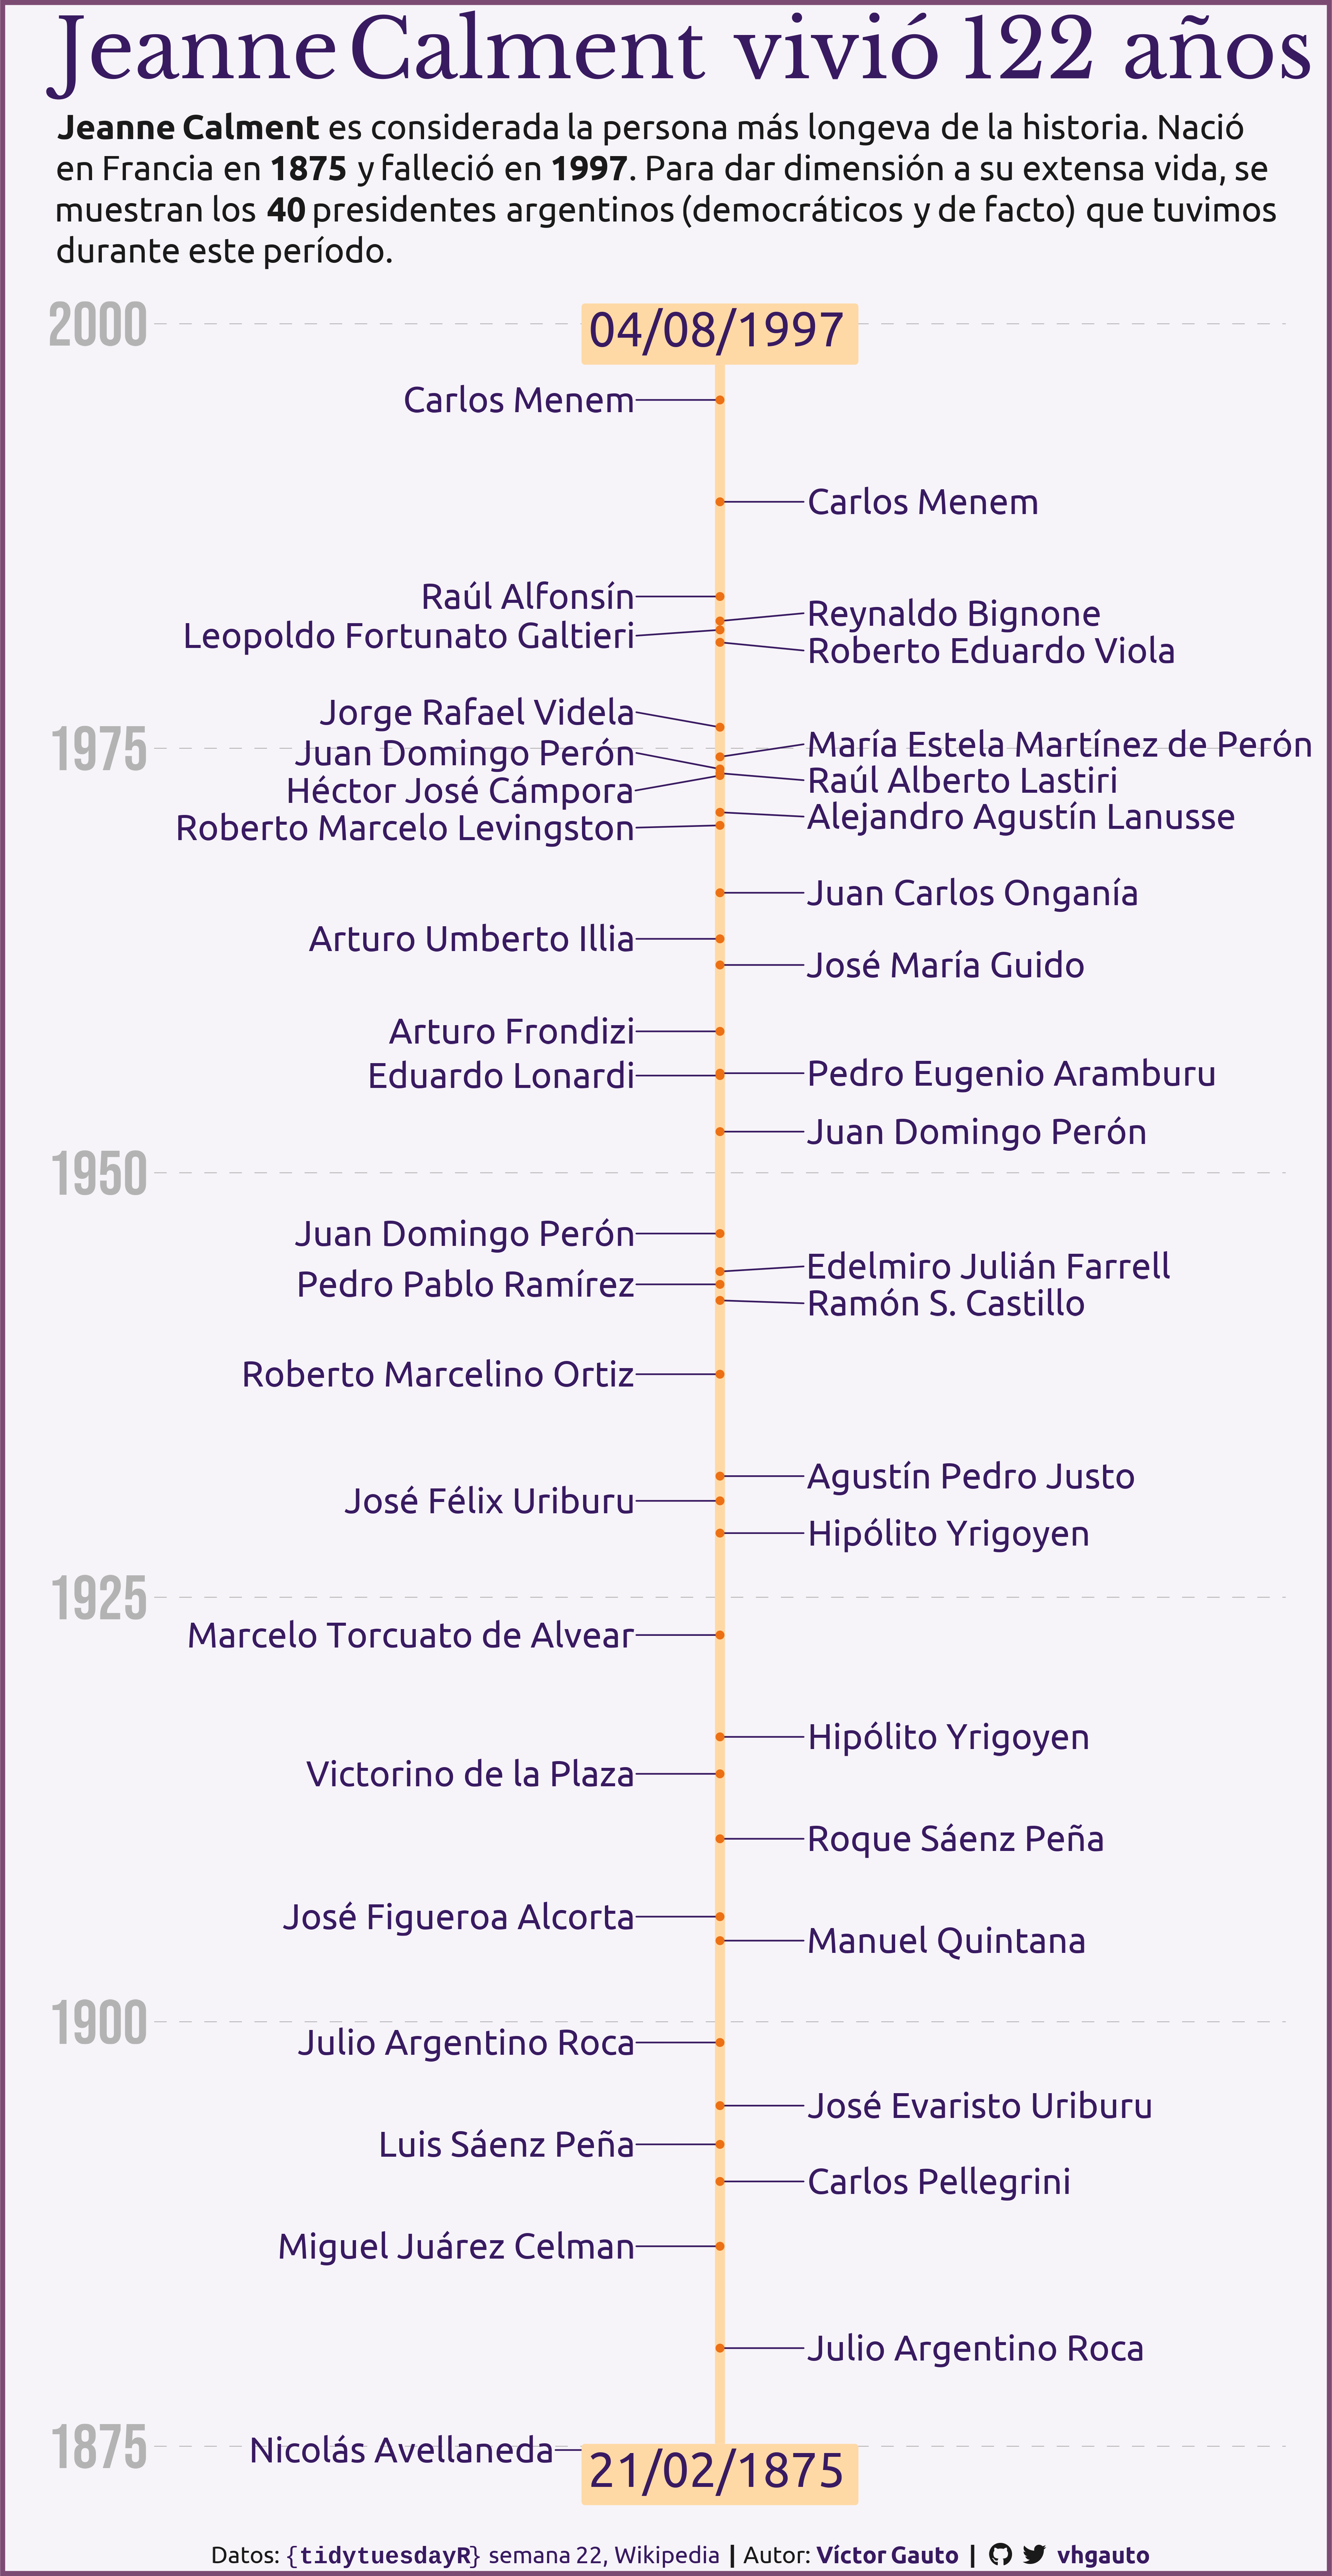 Jeanne Calment vivió 122 años
Jeanne Calment es considerada la persona más longeva de la historia. Nació
en Francia en 1875 y falleció en 1997. Para dar dimensión a su extensa vida, se
muestran los 40 presidentes argentinos (democráticos y de facto) que tuvimos
durante este período.
2000
04/08/1997
Carlos Menem
Carlos Menem
Raúl Alfonsín
Reynaldo Bignone
Leopoldo Fortunato Galtieri
Roberto Eduardo Viola
Jorge Rafael Videla
1975
María Estela Martínez de Perón
Juan Domingo Perón
Raúl Alberto Lastiri
Héctor José Cámpora
Alejandro Agustín Lanusse
Roberto Marcelo Levingston
Juan Carlos Onganía
Arturo Umberto Illia
José María Guido
Arturo Frondizi
Pedro Eugenio Aramburu
Eduardo Lonardi
Juan Domingo Perón
1950
Juan Domingo Perón
Edelmiro Julián Farrell
Pedro Pablo Ramírez
Ramón S. Castillo
Roberto Marcelino Ortiz
Agustín Pedro Justo
José Félix Uriburu
Hipólito Yrigoyen
1925
Marcelo Torcuato de Alvear
Hipólito Yrigoyen
Victorino de la Plaza
Roque Sáenz Peña
José Figueroa Alcorta
Manuel Quintana
1900
Julio Argentino Roca
José Evaristo Uriburu
Luis Sáenz Peña
Carlos Pellegrini
Miguel Juárez Celman
Julio Argentino Roca
1875
Nicolás Avellaneda
21/02/1875
Datos: {tidytuesdayR} semana 22, Wikipedia | Autor: Víctor Gauto | vhgauto